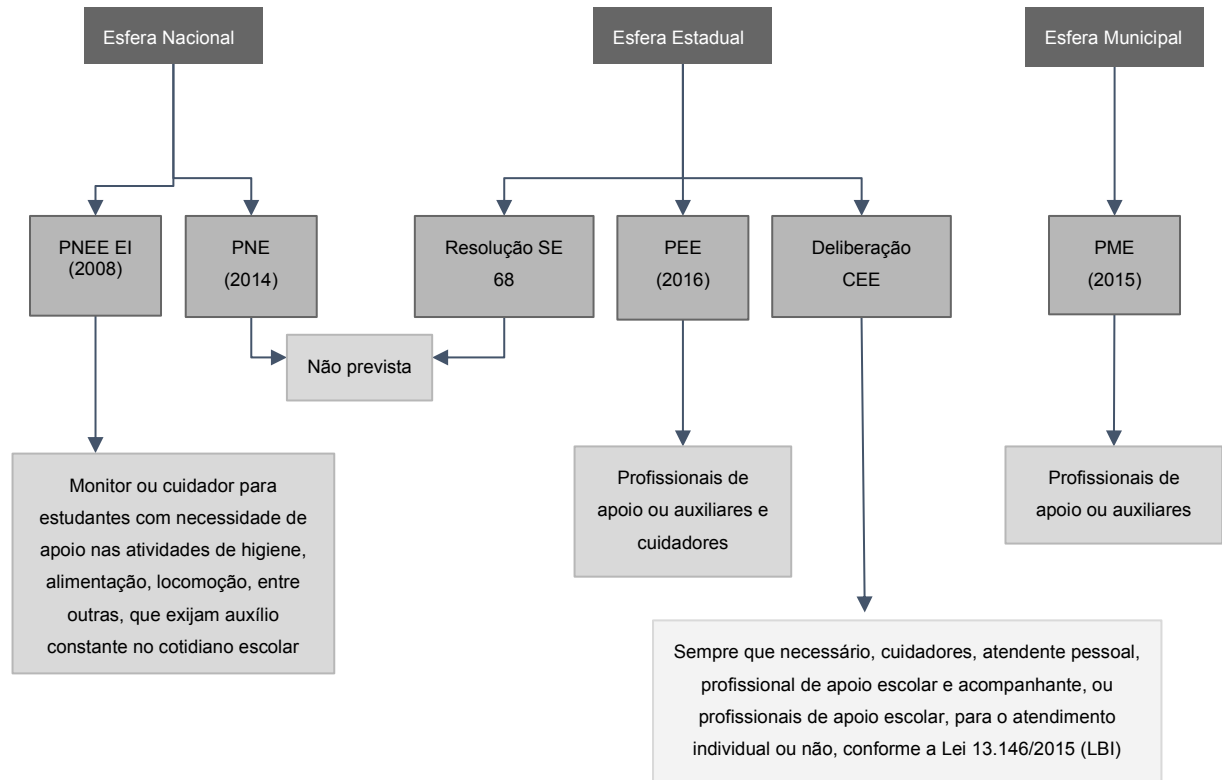 Esfera Nacional
Esfera Estadual
Esfera Municipal
PNEE EI
(2008)
PNE
(2014)
Resolução SE
68
PEE
(2016)
Deliberação
CEE
PME
(2015)
Não prevista
Monitor ou cuidador para
estudantes com necessidade de
apoio nas atividades de higiene,
alimentação, locomoção, entre
outras, que exijam auxílio
constante no cotidiano escolar
Profissionais de
apoio ou auxiliares e
cuidadores
Profissionais de
apoio ou auxiliares
Sempre que necessário, cuidadores, atendente pessoal,
profissional de apoio escolar e acompanhante, ou
profissionais de apoio escolar, para o atendimento
individual ou não, conforme a Lei 13.146/2015 (LBI)